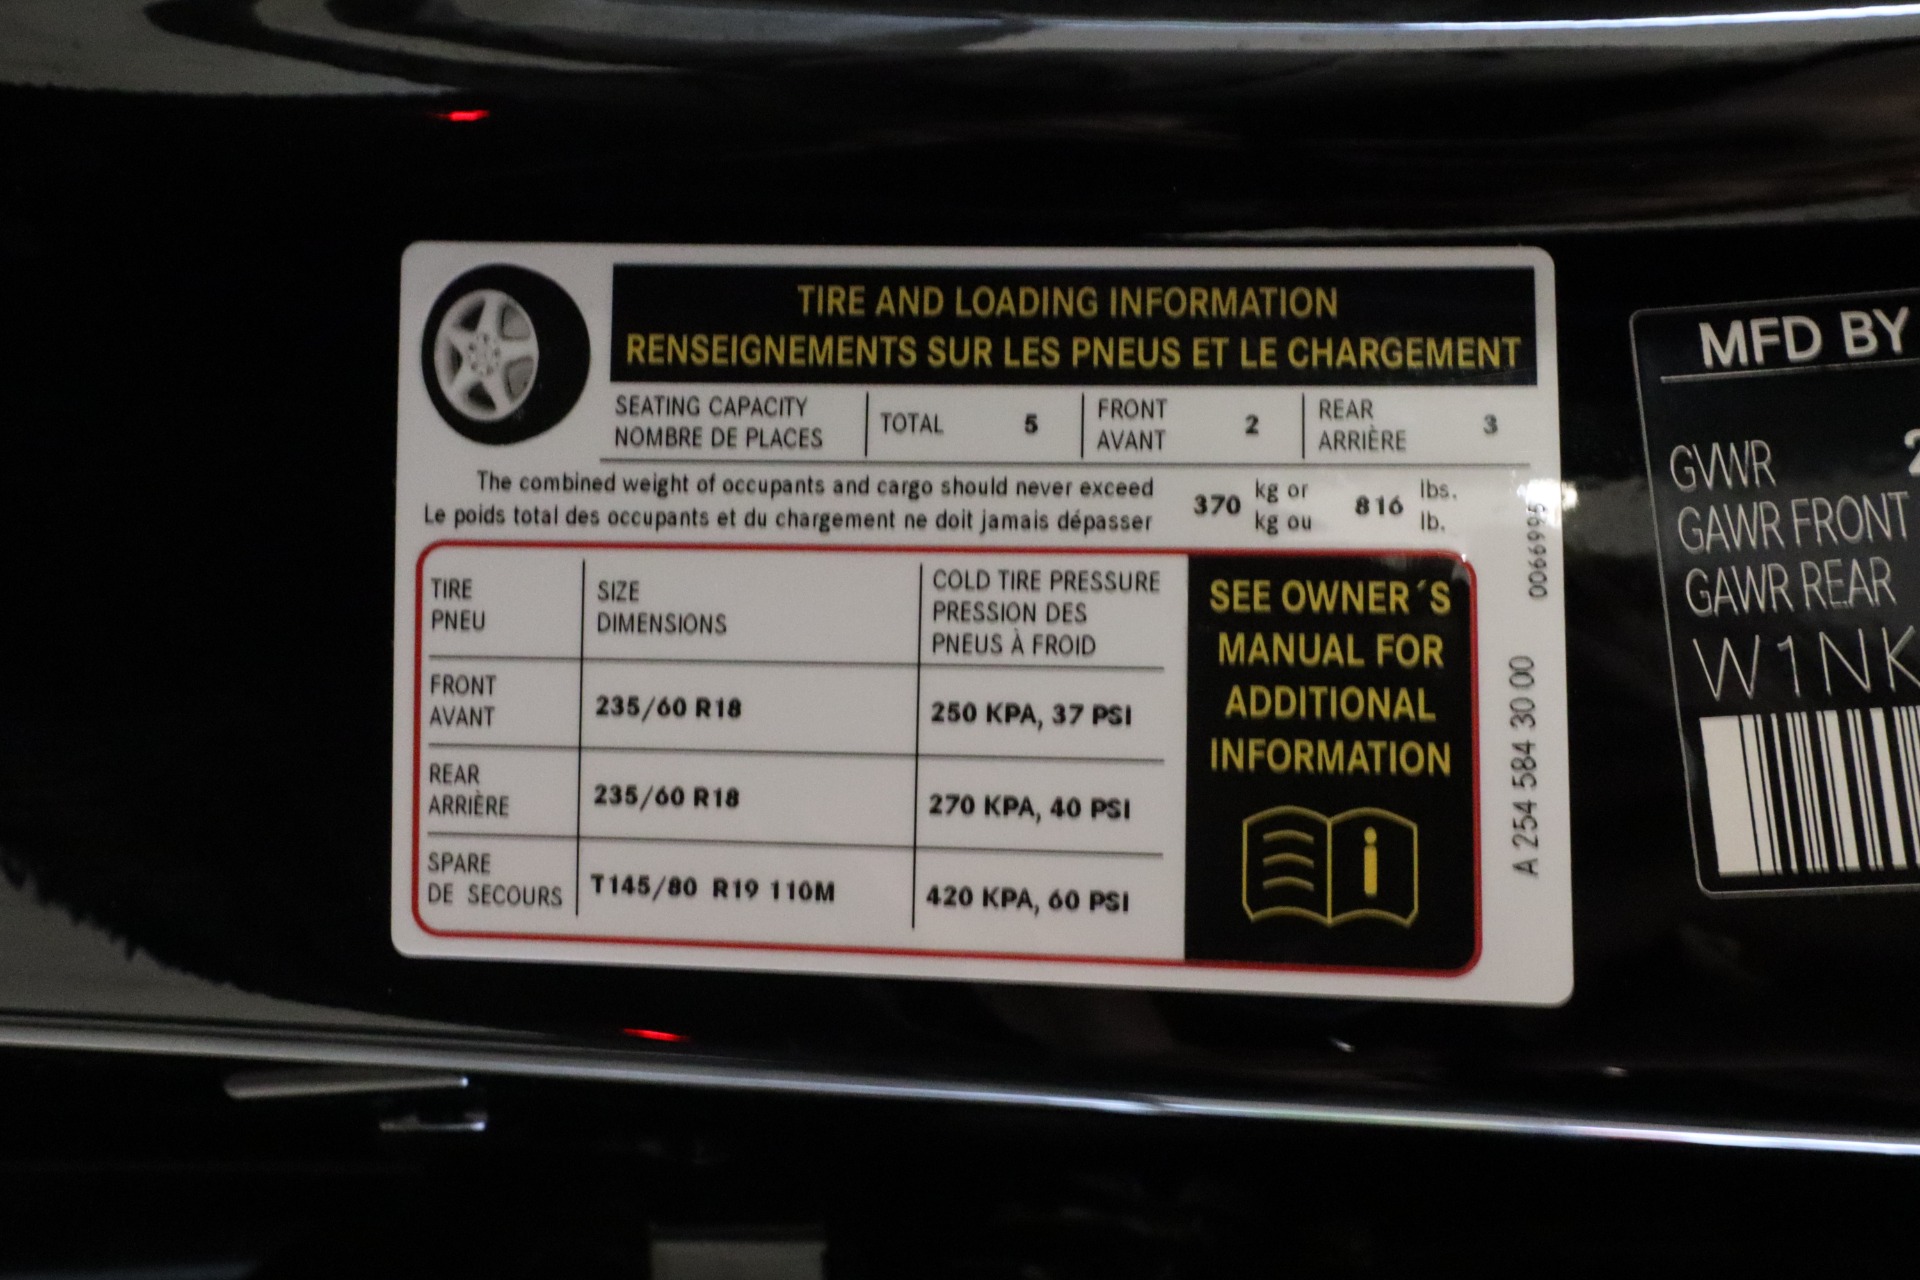 TIRE AND LOADING INFORMATION
RENSEIGNEMENTS SUR LES PNEUS ET LE CHARGEMENT
SEATING CAPACITY
NOMBRE DE PLACES
TOTAL 5
FRONT
AVANT
2
REAR
ARRIÈRE
3
The combined weight of occupants and cargo should never exceed
Le poids total des occupants et du chargement ne doit jamais dépasser
370 kg or
kg ou
816 lbs.
lb.
TIRE
PNEU
SIZE
DIMENSIONS
COLD TIRE PRESSURE
PRESSION DES
PNEUS À FROID
FRONT
AVANT
235/60 R18
250 KPA, 37 PSI
REAR
ARRIÈRE
235/60 R18
270 KPA, 40 PSI
SPARE
DE SECOURS
T145/80 R19 110M
420 KPA, 60 PSI
SEE OWNER´S
MANUAL FOR
ADDITIONAL
INFORMATION
i
A 254 584 30 00
0066995
MFD BY
GVWR
GAWR FRONT
GAWR REAR
W1NK